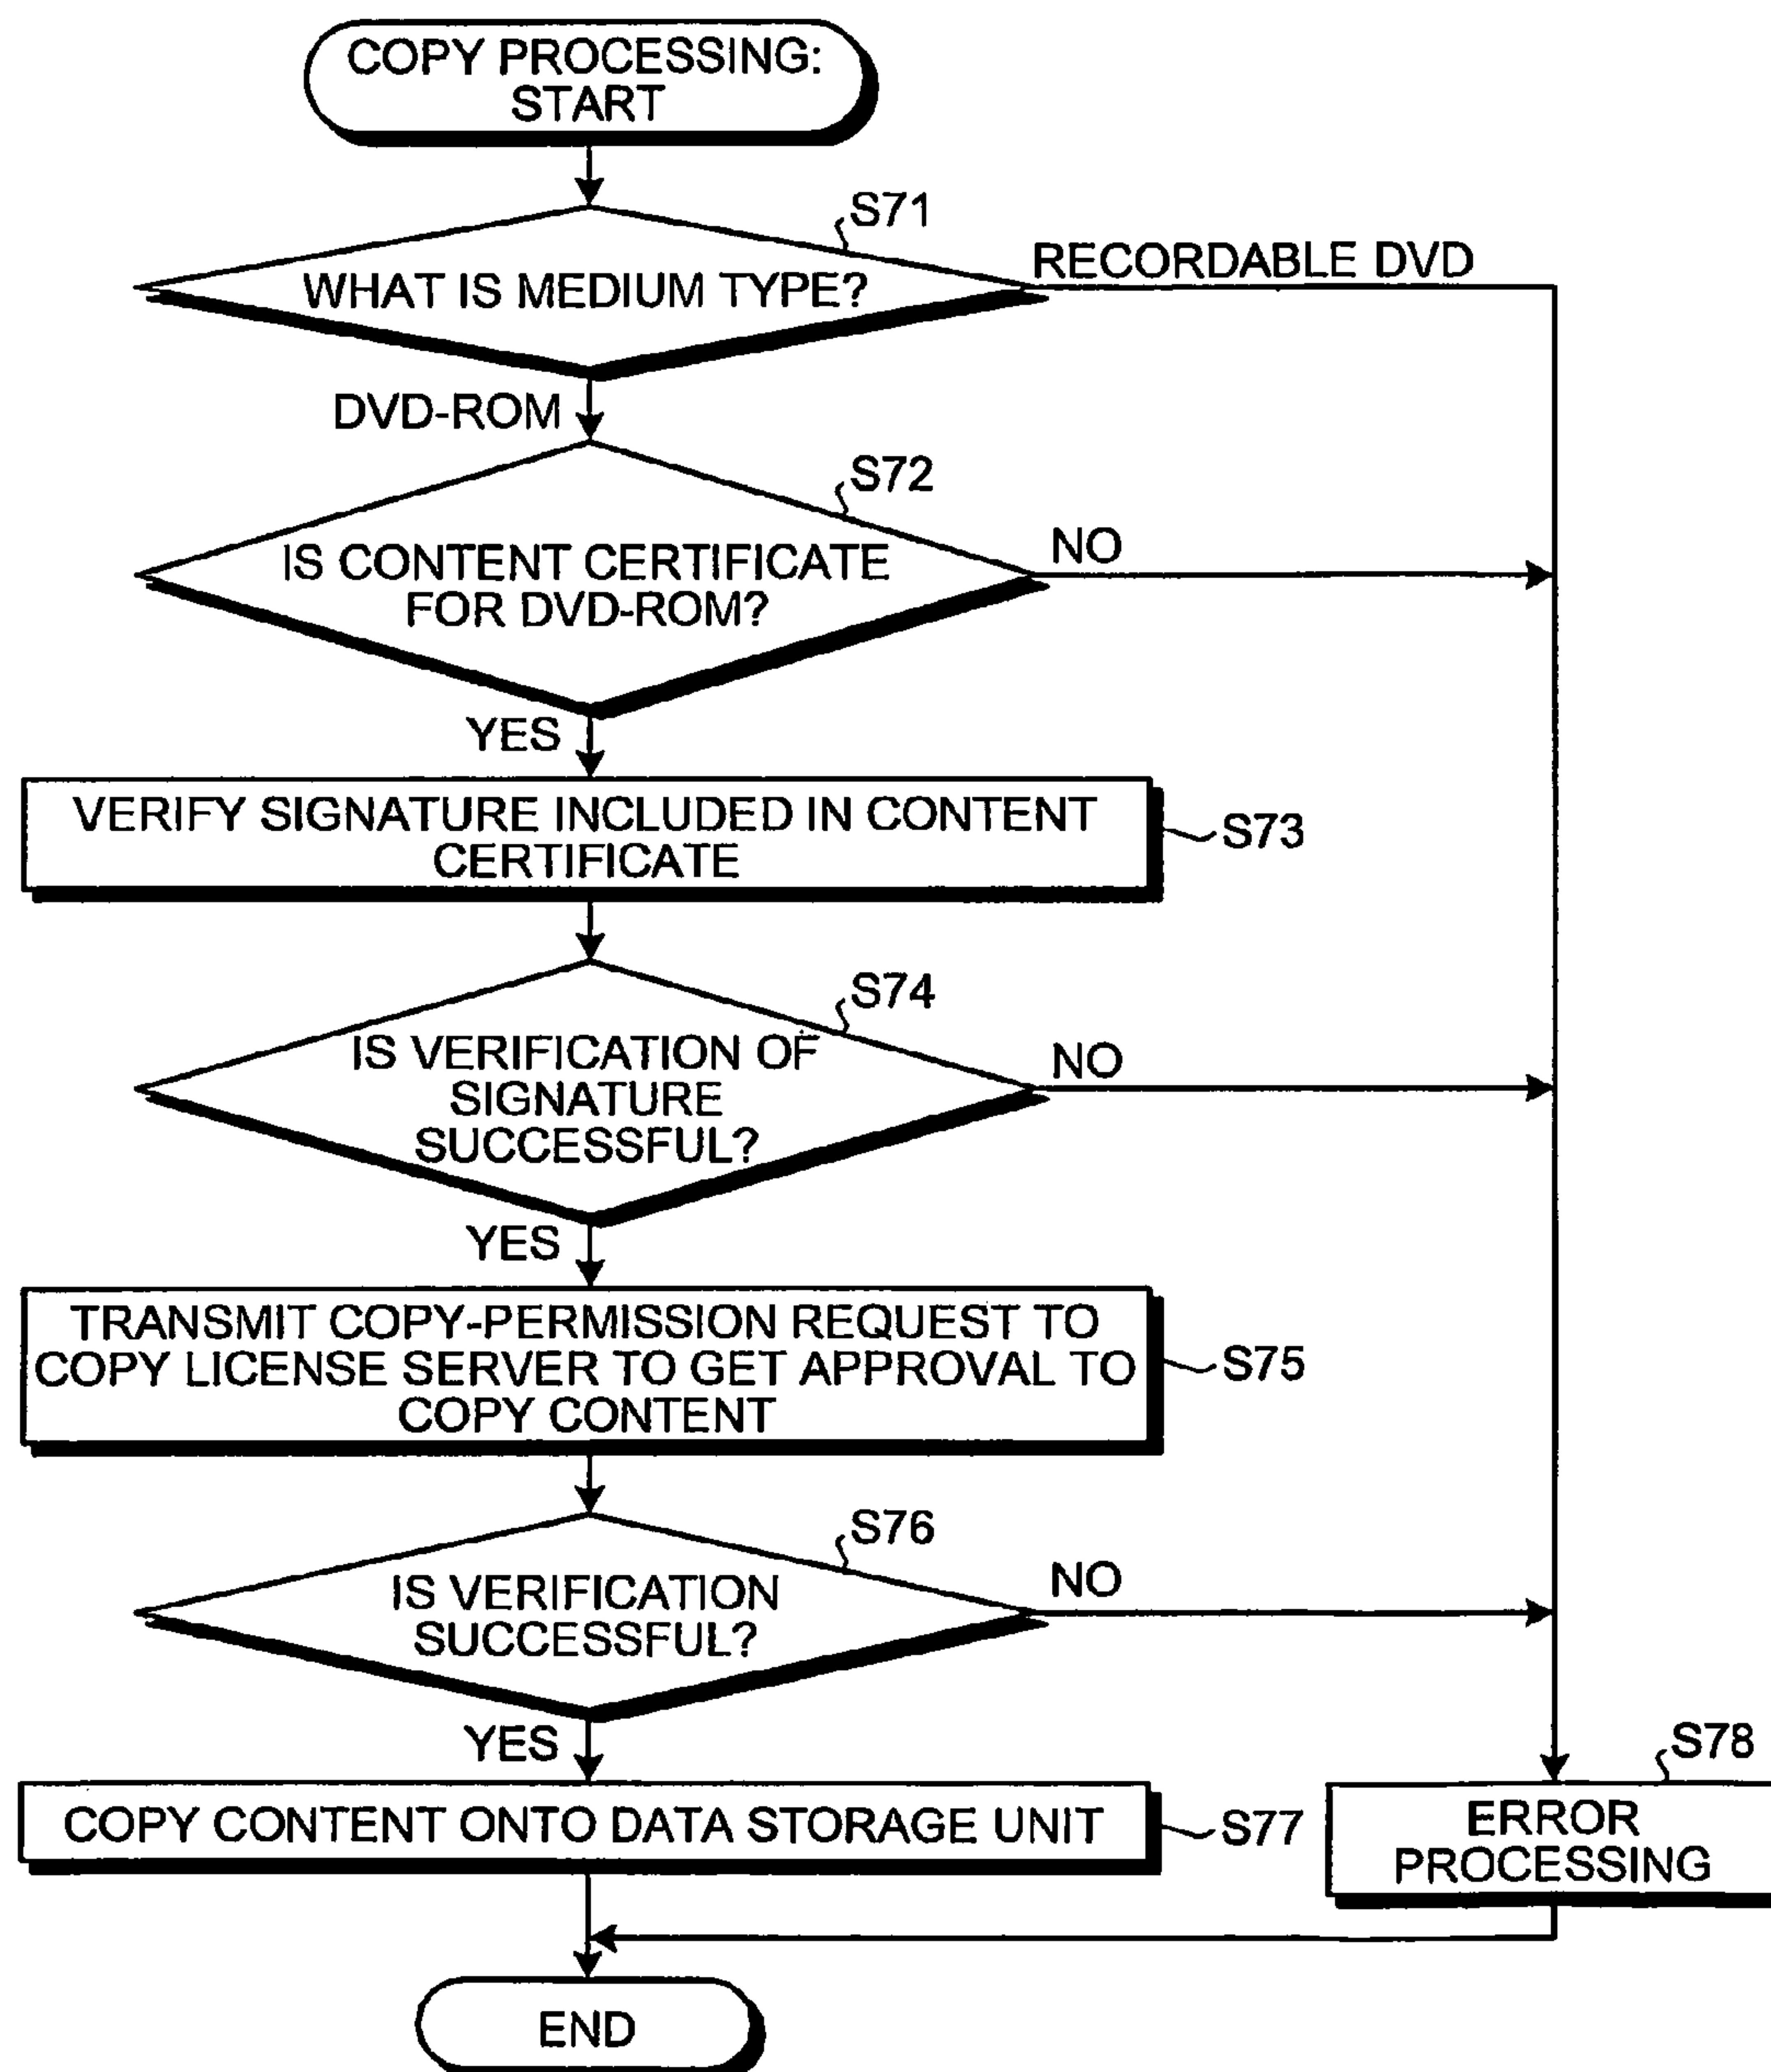 COPY PROCESSING:
START
S71
RECORDABLE DVD
WHAT IS MEDIUM TYPE?
DVD-ROM
S72
NO
IS CONTENT CERTIFICATE
FOR DVD-ROM?
YES
VERIFY SIGNATURE INCLUDED IN CONTENT
CERTIFICATE
S73
S74
NO
IS VERIFICATION OF
SIGNATURE
SUCCESSFUL?
YES
TRANSMIT COPY-PERMISSION REQUEST TO
COPY LICENSE SERVER TO GET APPROVAL TO
COPY CONTENT
S75
S76
NO
IS VERIFICATION
SUCCESSFUL?
YES
COPY CONTENT ONTO DATA STORAGE UNIT
S77
S78
ERROR
PROCESSING
END